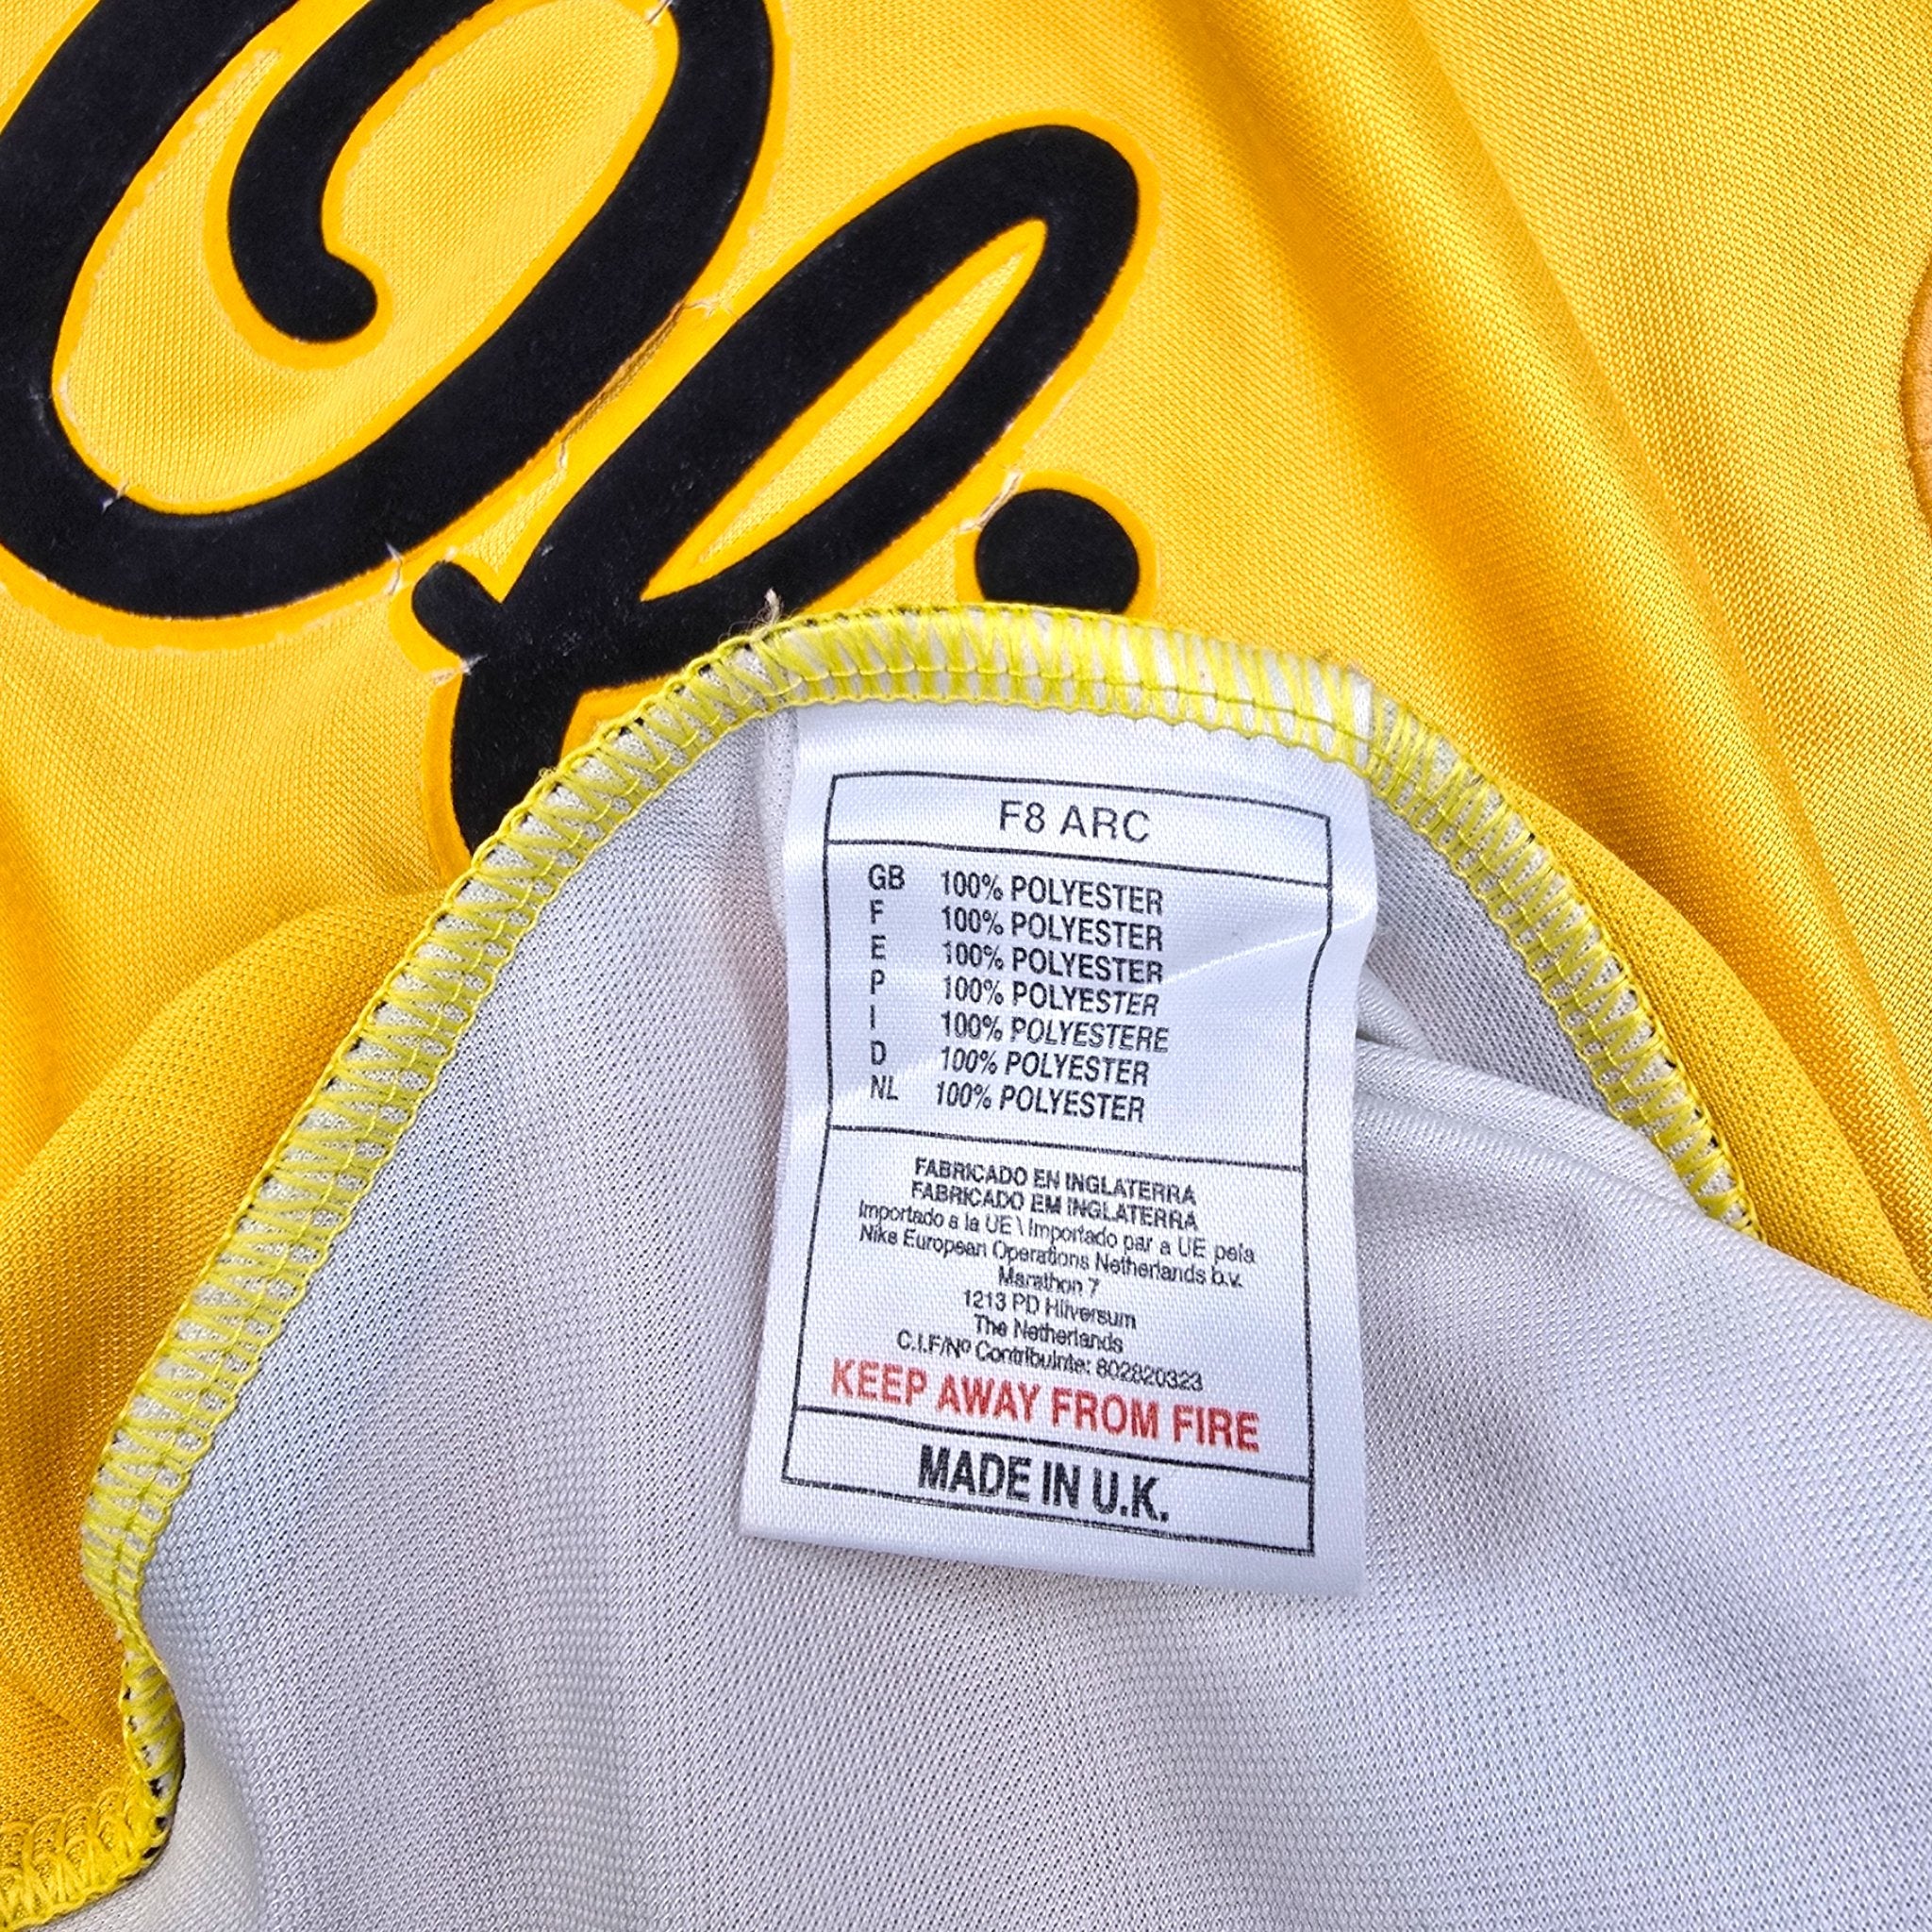 Op.
F8 ARC
GB 100% POLYESTER
F 100% POLYESTER
E 100% POLYESTER
P 100% POLYESTER
I 100% POLYESTERE
D 100% POLYESTER
NL 100% POLYESTER
FABRICADO EN INGLATERRA
FABRICADO EM INGLATERRA
Importado a la UE \ Importado par a UE pela
Nike European Operations Netherlands b.v.
Marathon 7
1213 PD Hilversum
The Netherlands
C.I.F/Nº Contribuinte: 802820323
KEEP AWAY FROM FIRE
MADE IN U.K.